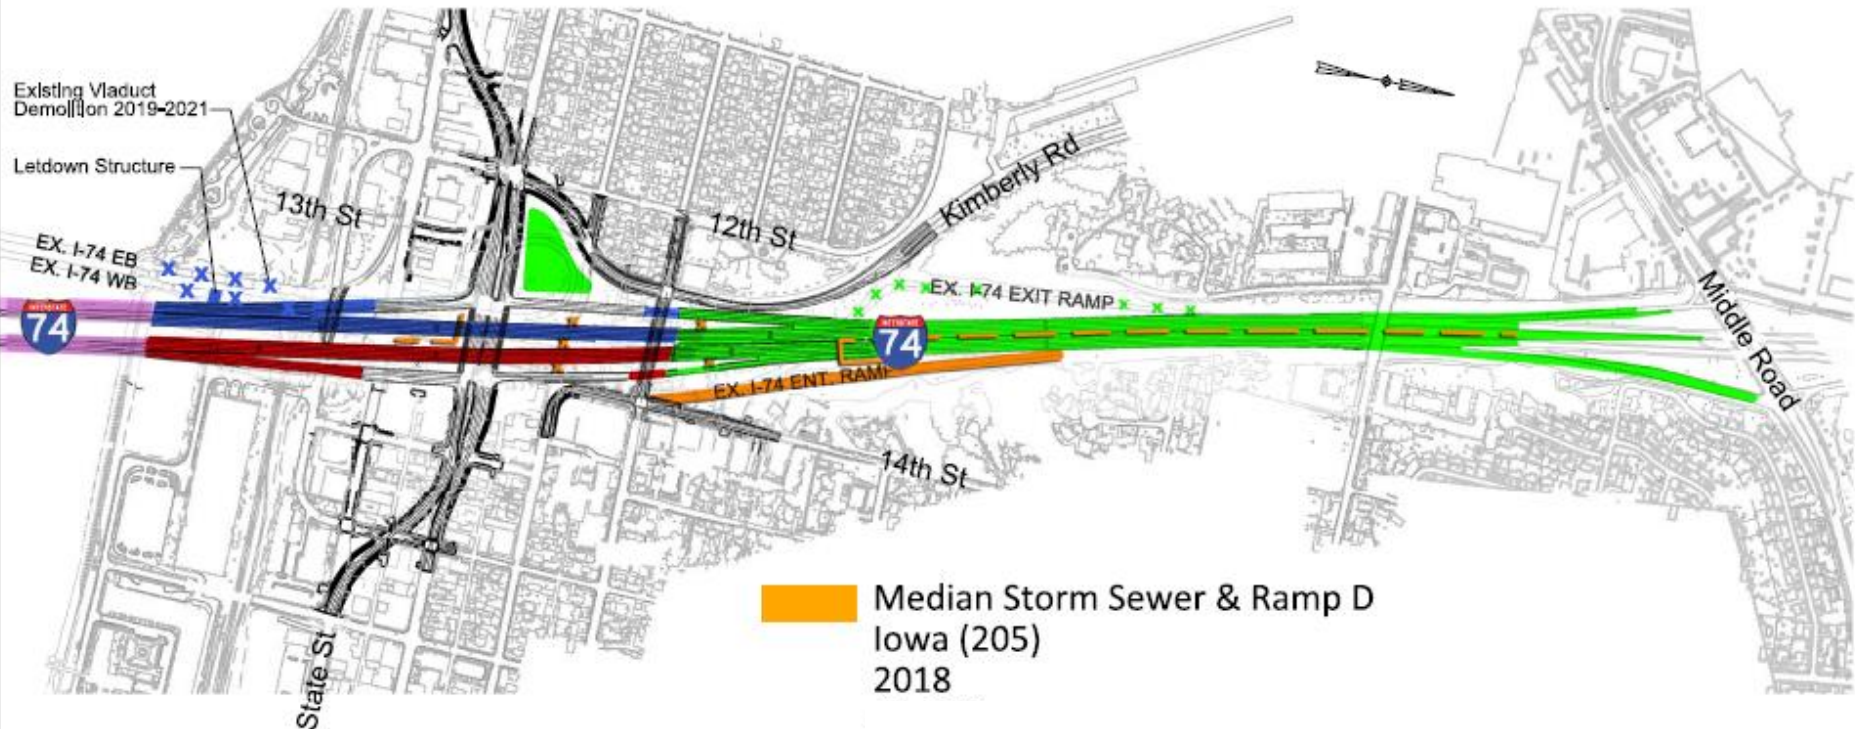 Existing Viaduct
Demolition 2019-2021
Letdown Structure
13th St
12th St
Kimberly Rd
EX. I-74 EB
EX. I-74 WB
EX. I-74 EXIT RAMP
INTERSTATE
74
INTERSTATE
74
Middle Road
EX. I-74 ENT. RAMP
14th St
State St
Median Storm Sewer & Ramp D
Iowa (205)
2018